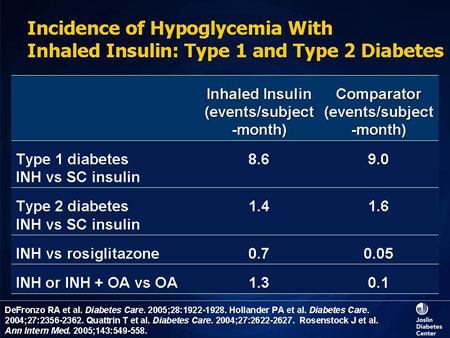 Incidence of Hypoglycemia With
Inhaled Insulin: Type 1 and Type 2 Diabetes
Inhaled Insulin Comparator
(events/subject (events/subject
-month) -month)
Type 1 diabetes 8.6 9.0
INH vs SC insulin
Type 2 diabetes 1.4 1.6
INH vs SC insulin
INH vs rosiglitazone 0.7 0.05
INH or INH + OA vs OA 1.3 0.1
DeFronzo RA et al. Diabetes Care. 2005;28:1922-1928. Hollander PA et al. Diabetes Care.
2004;27:2356-2362. Quattrin T et al. Diabetes Care. 2004;27:2622-2627. Rosenstock J et al.
Ann Intern Med. 2005;143:549-558.
Joslin
Diabetes
Center